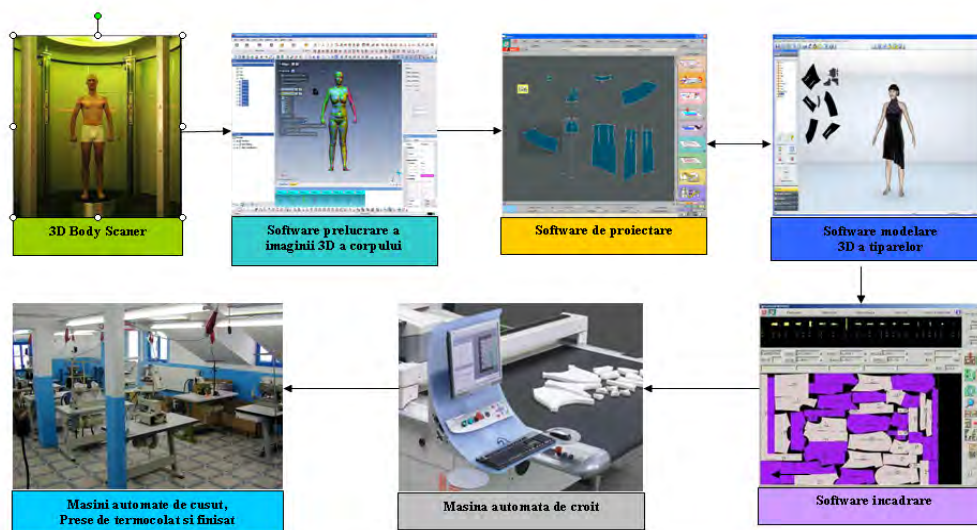 3D Body Scaner
Software prelucrare a
imaginii 3D a corpului
Software de proiectare
Software modelare
3D a tiparelor
Masini automate de cusut,
Prese de termocolat si finisat
Masina automata de croit
Software incadrare